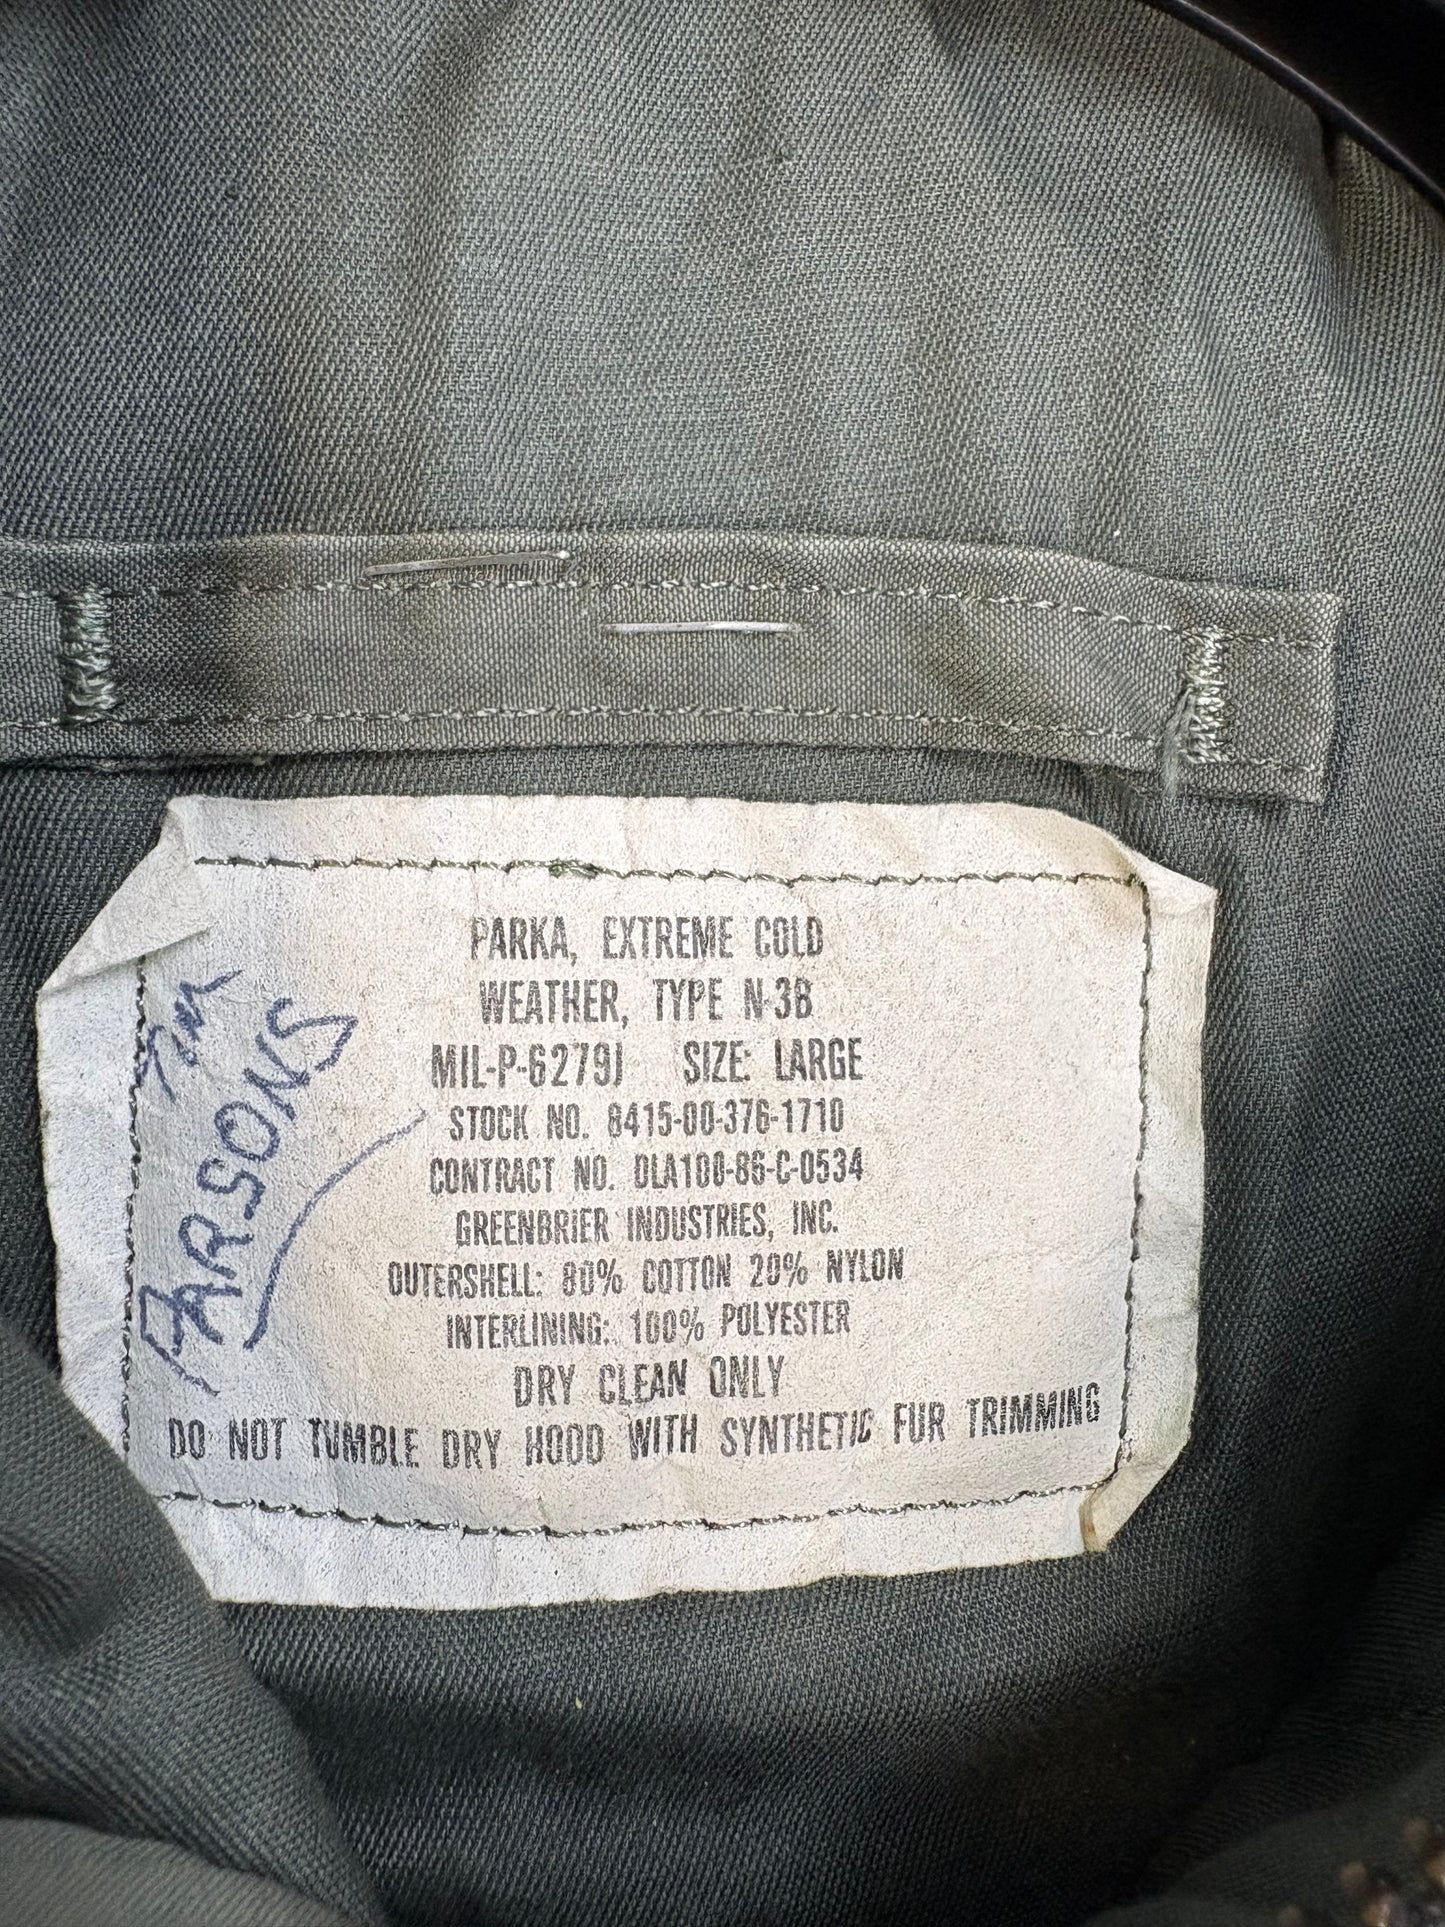 PARKA, EXTREME COLD
WEATHER, TYPE N-3B
MIL-P-6279J SIZE: LARGE
STOCK NO. 8415-00-376-1710
CONTRACT NO. DLA100-86-C-0534
GREENBRIER INDUSTRIES, INC.
OUTERSHELL: 80% COTTON 20% NYLON
INTERLINING: 100% POLYESTER
DRY CLEAN ONLY
DO NOT TUMBLE DRY HOOD WITH SYNTHETIC FUR TRIMMING
Tim
PARSONS